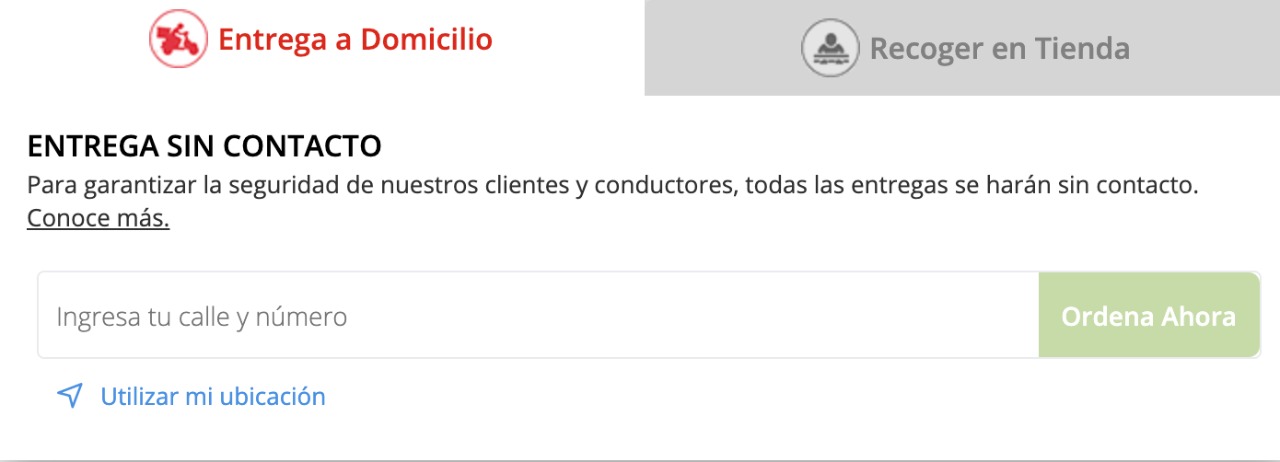 Entrega a Domicilio
Recoger en Tienda
ENTREGA SIN CONTACTO
Para garantizar la seguridad de nuestros clientes y conductores, todas las entregas se harán sin contacto.
Conoce más.
Ingresa tu calle y número
Ordena Ahora
Utilizar mi ubicación